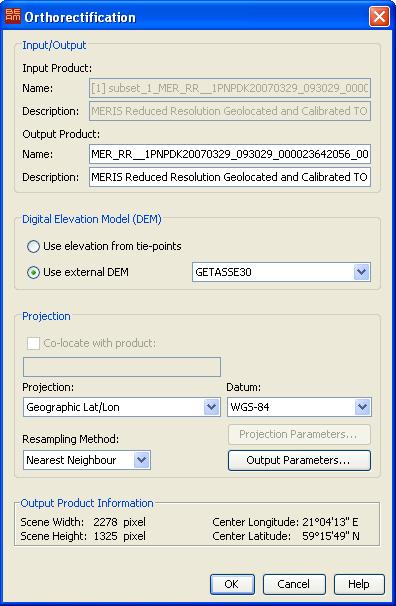 BEAM Orthorectification
Input/Output
Input Product:
Name: [1] subset_1_MER_RR__1PNPDK20070329_093029_000
Description: MERIS Reduced Resolution Geolocated and Calibrated TO
Output Product:
Name: MER_RR__1PNPDK20070329_093029_000023642056_00
Description: MERIS Reduced Resolution Geolocated and Calibrated TO
Digital Elevation Model (DEM)
Use elevation from tie-points
Use external DEM GETASSE30
Projection
Co-locate with product:
Projection: Datum:
Geographic Lat/Lon WGS-84
Resampling Method: Projection Parameters...
Nearest Neighbour Output Parameters...
Output Product Information
Scene Width: 2278 pixel Center Longitude: 21°04'13" E
Scene Height: 1325 pixel Center Latitude: 59°15'49" N
OK Cancel Help